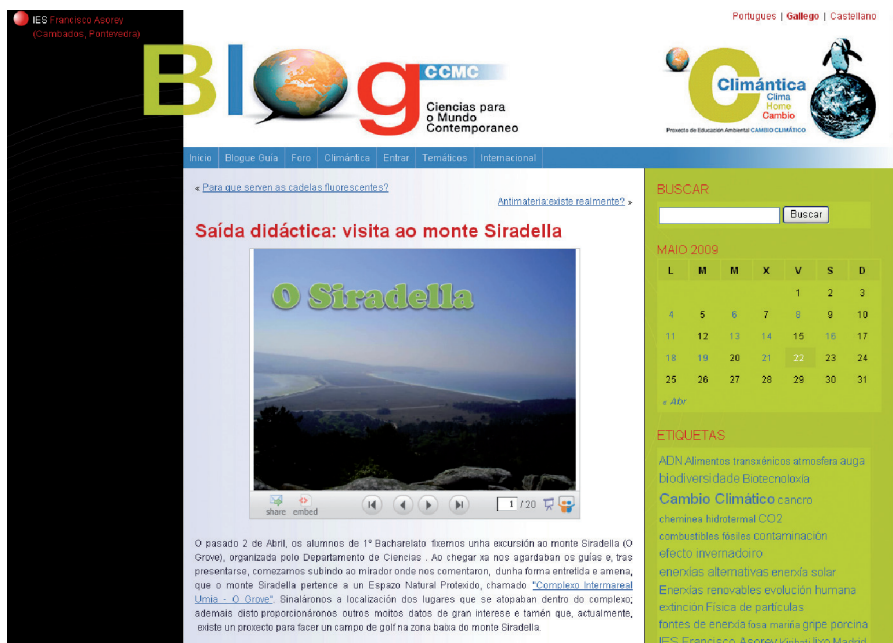 IES Francisco Asorey
(Cambados, Pontevedra)
Portugues | Gallego | Castellano
Blog
CCMC
Ciencias para
o Mundo
Contemporaneo
Climántica
Clima
Home
Cambio
Proxecto de Educación Ambiental CAMBIO CLIMÁTICO
Inicio Blogue Guía Foro Climántica Entrar Temáticos Internacional
« Para que serven as cadelas fluorescentes?
Antimateria:existe realmente? »
Saída didáctica: visita ao monte Siradella
O Siradella
share embed 1 / 20
O pasado 2 de Abril, os alumnos de 1º Bacharelato fixemos unha excursión ao monte Siradella (O
Grove), organizada polo Departamento de Ciencias . Ao chegar xa nos agardaban os guías e, tras
presentarse, comezamos subindo ao mirador onde nos comentaron, dunha forma entretida e amena,
que o monte Siradella pertence a un Espazo Natural Protexido, chamado "Complexo Intermareal
Umia - O Grove". Sinaláronos a localización dos lugares que se atopaban dentro do complexo;
ademais disto proporcionáronos outros moitos datos de gran interese e tamén que, actualmente,
existe un proxecto para facer un campo de golf na zona baixa do monte Siradella.
BUSCAR
Buscar
MAIO 2009
L M M X V S D
1 2 3
4 5 6 7 8 9 10
11 12 13 14 15 16 17
18 19 20 21 22 23 24
25 26 27 28 29 30 31
« Abr
ETIQUETAS
ADN Alimentos transxénicos atmosfera auga
biodiversidade Biotecnoloxia
Cambio Climático cancro
cheminea hidrotermal CO2
combustibles fósiles contaminación
efecto invernadoiro
enerxías alternativas enerxía solar
Enerxías renovables evolución humana
extinción Física de partículas
fontes de enerxía fosa mariña gripe porcina
IES Francisco Asorey Kiribati lixo Madrid